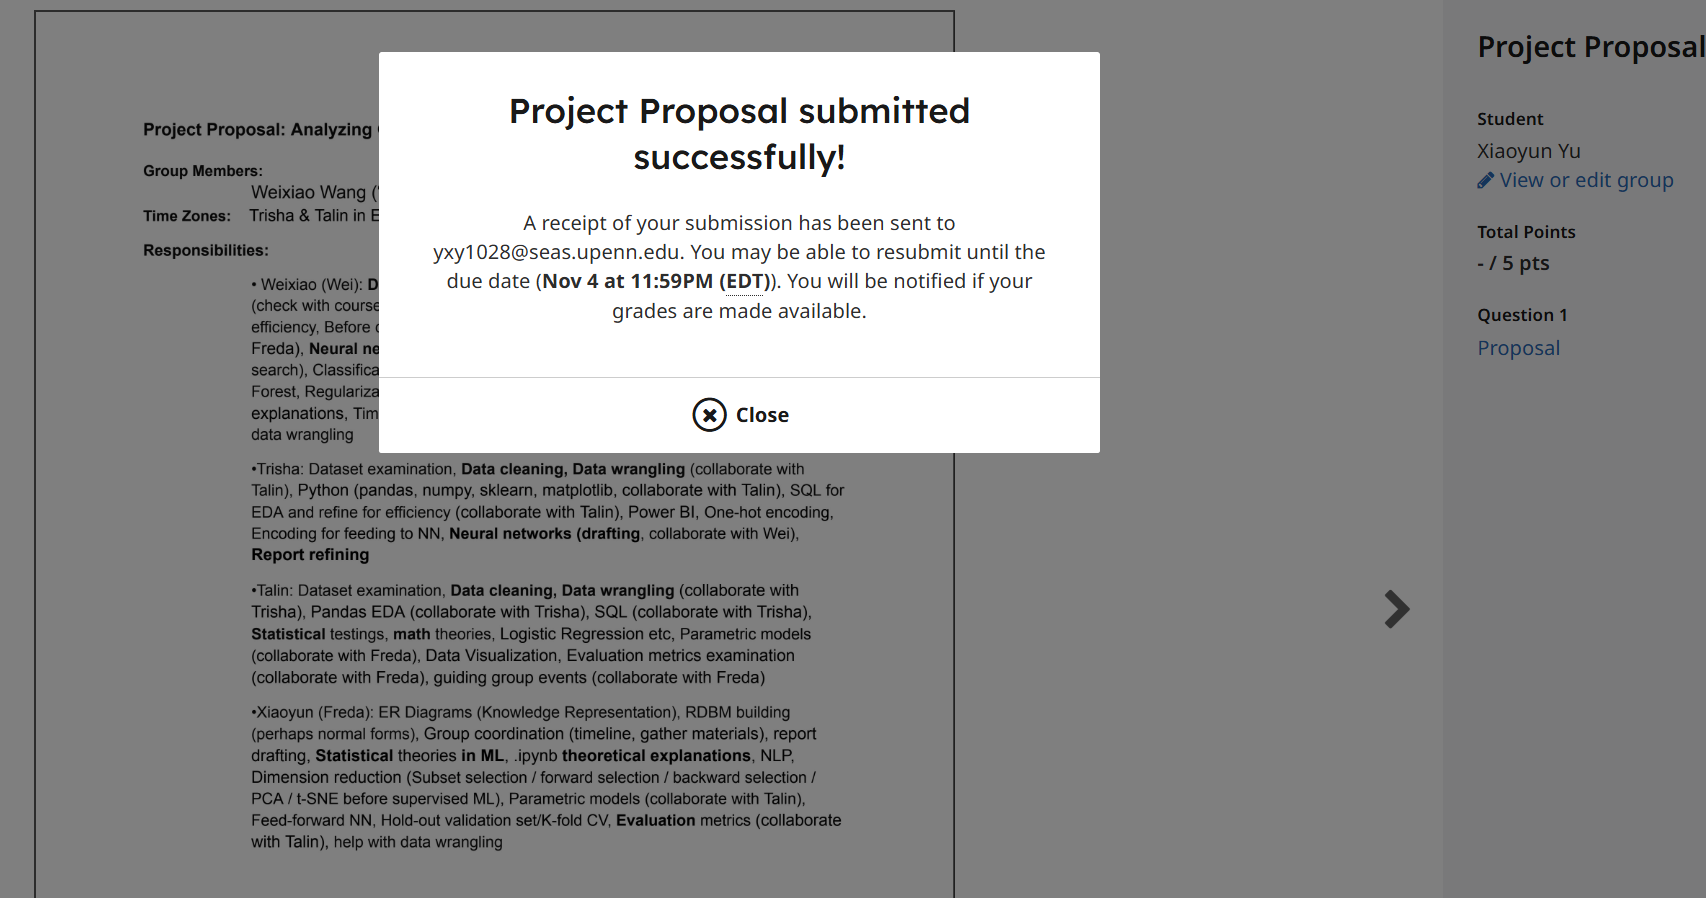 Project Proposal: Analyzing
Group Members:
Weixiao Wang (
Time Zones: Trisha & Talin in E
Responsibilities:
• Weixiao (Wei): D
(check with course
efficiency, Before
Freda), Neural ne
search), Classifica
Forest, Regulariza
explanations, Tim
data wrangling
•Trisha: Dataset examination, Data cleaning, Data wrangling (collaborate with
Talin), Python (pandas, numpy, sklearn, matplotlib, collaborate with Talin), SQL for
EDA and refine for efficiency (collaborate with Talin), Power BI, One-hot encoding,
Encoding for feeding to NN, Neural networks (drafting, collaborate with Wei),
Report refining
•Talin: Dataset examination, Data cleaning, Data wrangling (collaborate with
Trisha), Pandas EDA (collaborate with Trisha), SQL (collaborate with Trisha),
Statistical testings, math theories, Logistic Regression etc, Parametric models
(collaborate with Freda), Data Visualization, Evaluation metrics examination
(collaborate with Freda), guiding group events (collaborate with Freda)
•Xiaoyun (Freda): ER Diagrams (Knowledge Representation), RDBM building
(perhaps normal forms), Group coordination (timeline, gather materials), report
drafting, Statistical theories in ML, .ipynb theoretical explanations, NLP,
Dimension reduction (Subset selection / forward selection / backward selection /
PCA / t-SNE before supervised ML), Parametric models (collaborate with Talin),
Feed-forward NN, Hold-out validation set/K-fold CV, Evaluation metrics (collaborate
with Talin), help with data wrangling
Project Proposal submitted
successfully!
A receipt of your submission has been sent to
yxy1028@seas.upenn.edu. You may be able to resubmit until the
due date (Nov 4 at 11:59PM (EDT)). You will be notified if your
grades are made available.
Close
Project Proposal
Student
Xiaoyun Yu
View or edit group
Total Points
- / 5 pts
Question 1
Proposal